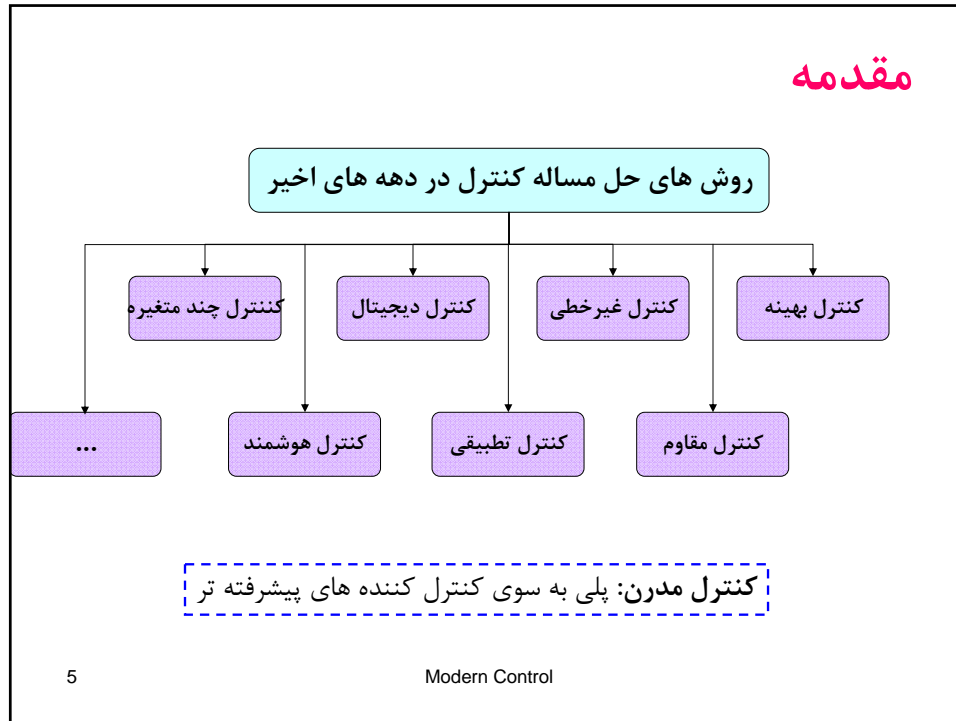 مقدمه
روش های حل مساله کنترل در دهه های اخیر
کنترل بهینه
کنترل غیرخطی
کنترل دیجیتال
کننترل چند متغیره
کنترل مقاوم
کنترل تطبیقی
کنترل هوشمند
...
کنترل مدرن: پلی به سوی کنترل کننده های پیشرفته تر
5
Modern Control